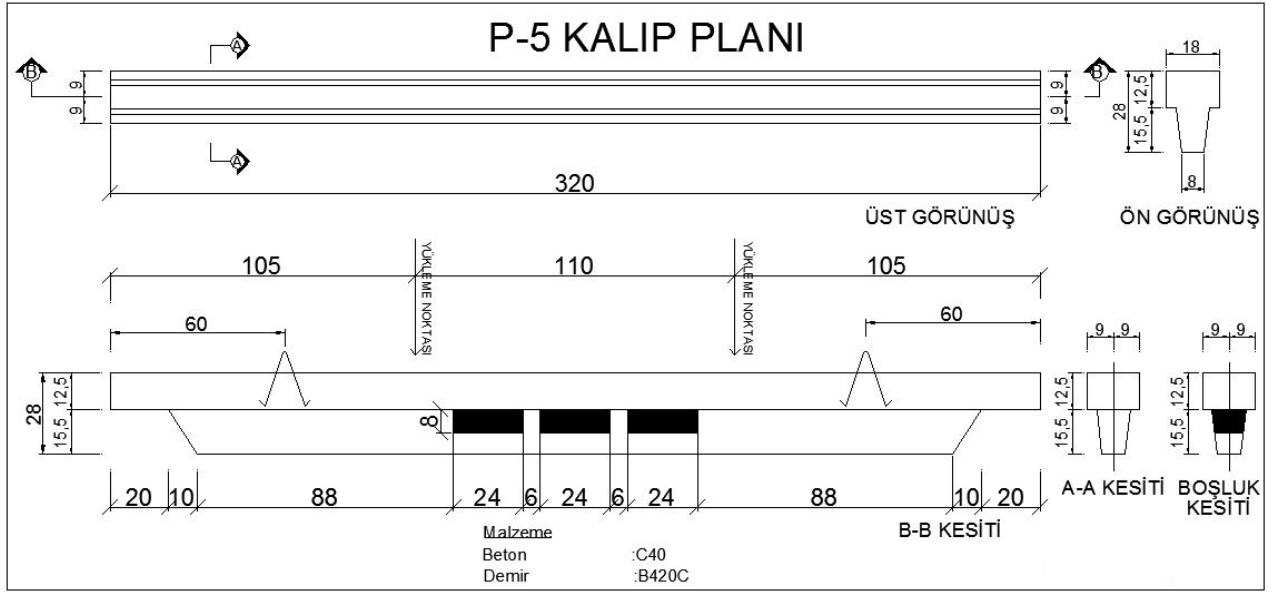 P-5 KALIP PLANI
A
B
B
9
9
9
9
A
320
ÜST GÖRÜNÜŞ
18
28
12,5
15,5
8
ÖN GÖRÜNÜŞ
105
110
105
YÜKLEME NOKTASI
YÜKLEME NOKTASI
60
60
28
12,5
15,5
8
20
10
88
24
6
24
6
24
88
10
20
B-B KESİTİ
9
9
12,5
15,5
A-A KESİTİ
9
9
12,5
15,5
BOŞLUK
KESİTİ
Malzeme
Beton :C40
Demir :B420C